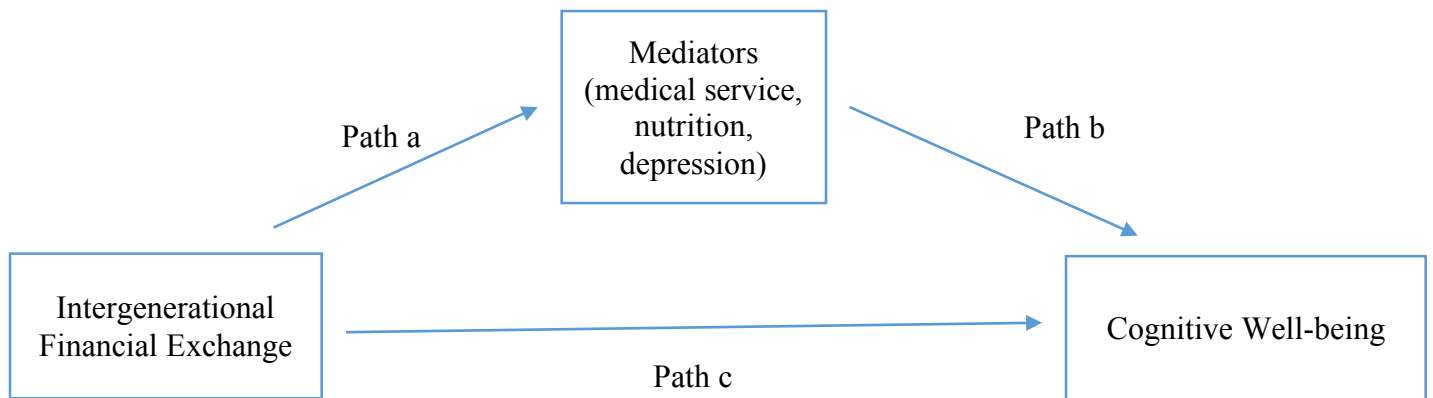 Mediators
(medical service,
nutrition,
depression)
Path a
Path b
Intergenerational
Financial Exchange
Cognitive Well-being
Path c